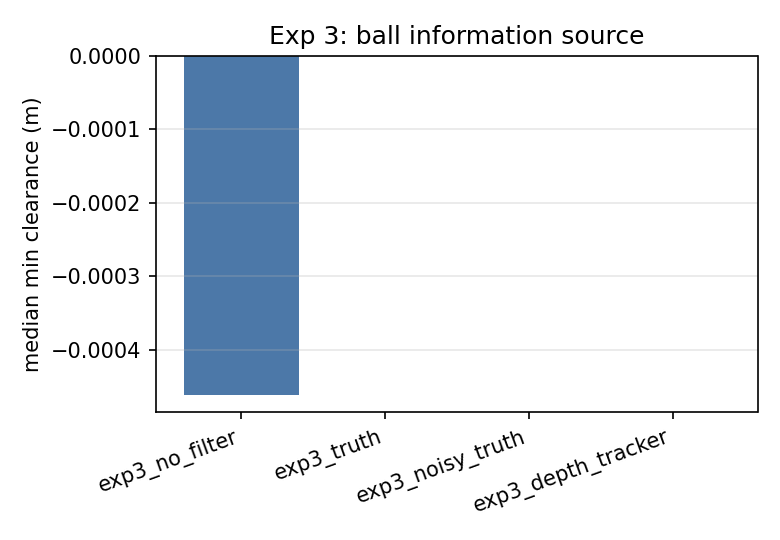 Exp 3: ball information source
median min clearance (m)
0.0000
−0.0001
−0.0002
−0.0003
−0.0004
exp3_no_filter
exp3_truth
exp3_noisy_truth
exp3_depth_tracker